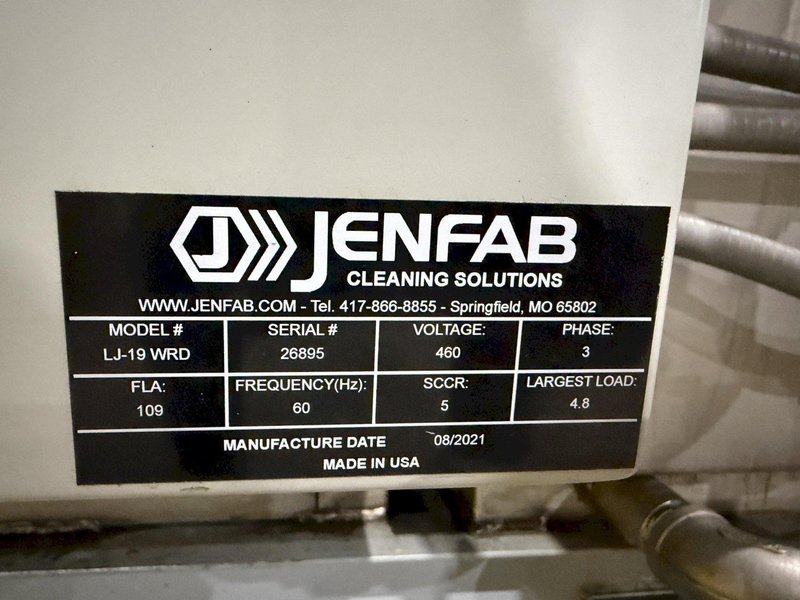 J JENFAB
CLEANING SOLUTIONS
WWW.JENFAB.COM - Tel. 417-866-8855 - Springfield, MO 65802
MODEL # SERIAL # VOLTAGE: PHASE:
LJ-19 WRD 26895 460 3
FLA: FREQUENCY(Hz): SCCR: LARGEST LOAD:
109 60 5 4.8
MANUFACTURE DATE 08/2021
MADE IN USA